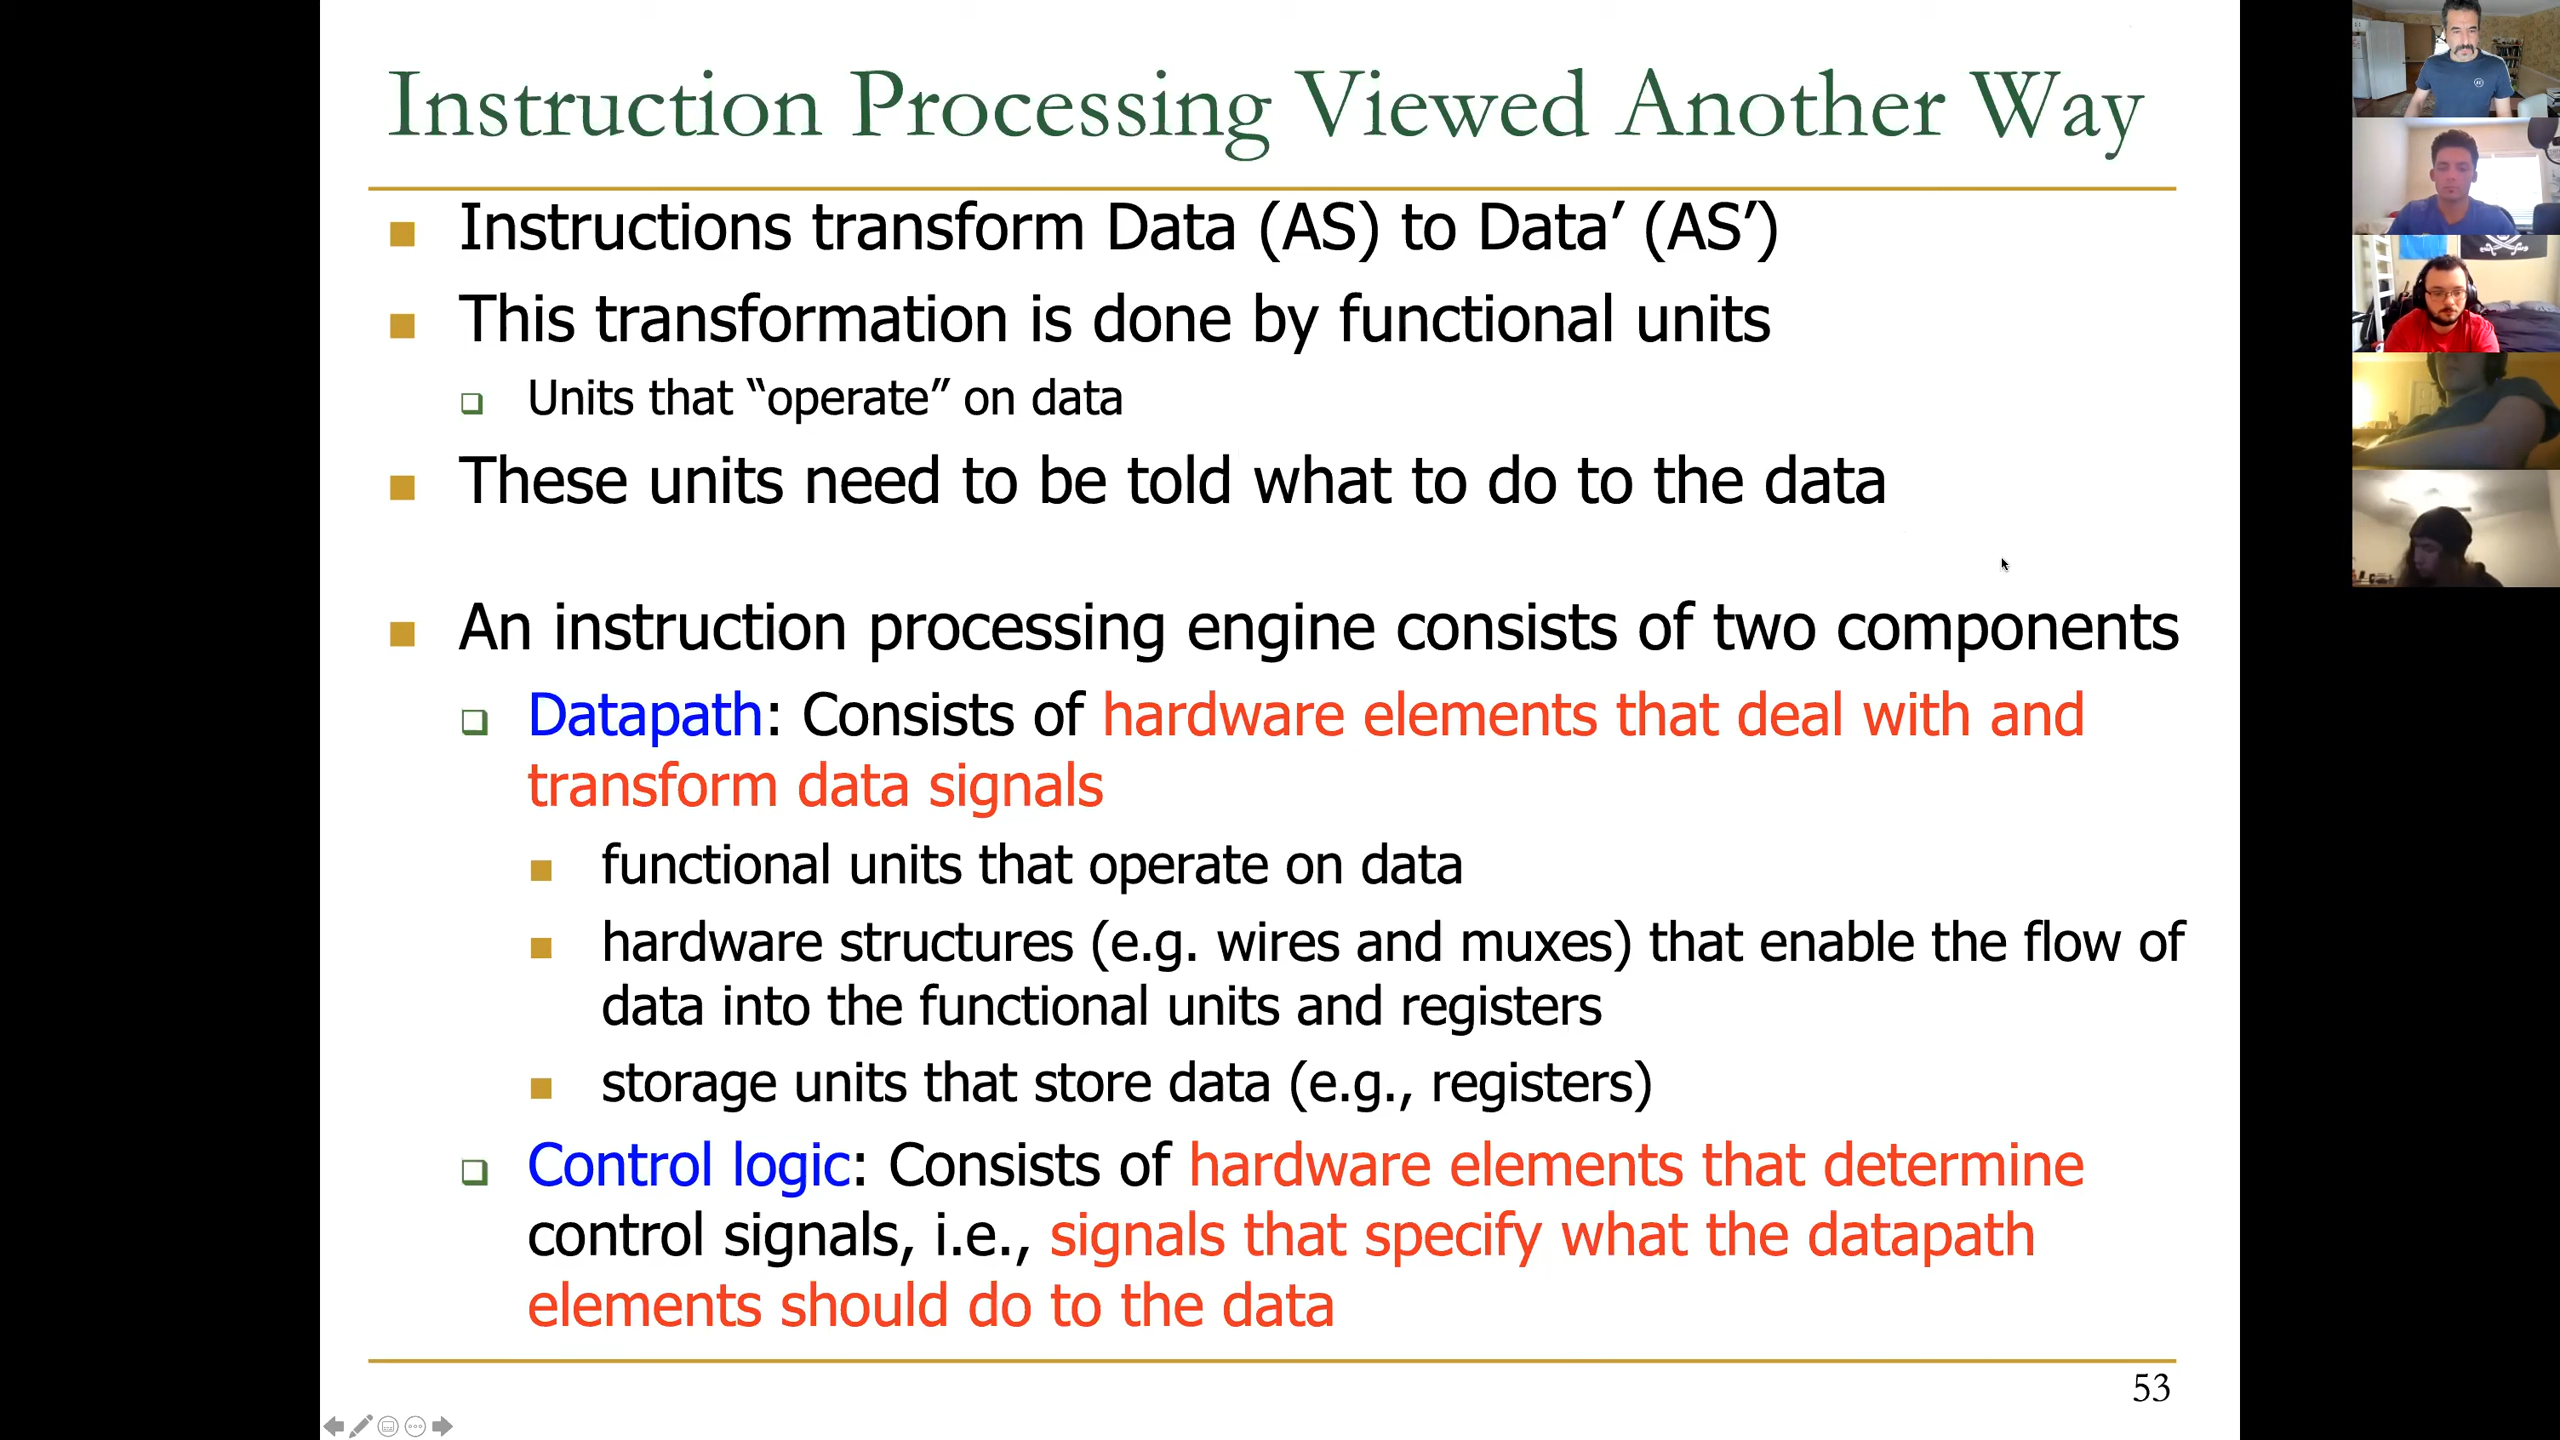 Instruction Processing Viewed Another Way
Instructions transform Data (AS) to Data’ (AS’)
This transformation is done by functional units
Units that “operate” on data
These units need to be told what to do to the data
An instruction processing engine consists of two components
Datapath: Consists of hardware elements that deal with and
transform data signals
functional units that operate on data
hardware structures (e.g. wires and muxes) that enable the flow of
data into the functional units and registers
storage units that store data (e.g., registers)
Control logic: Consists of hardware elements that determine
control signals, i.e., signals that specify what the datapath
elements should do to the data
53